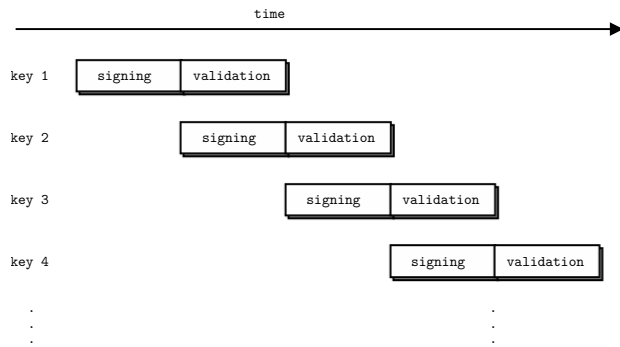 time
key 1 signing validation
key 2 signing validation
key 3 signing validation
key 4 signing validation
. .
. .
. .